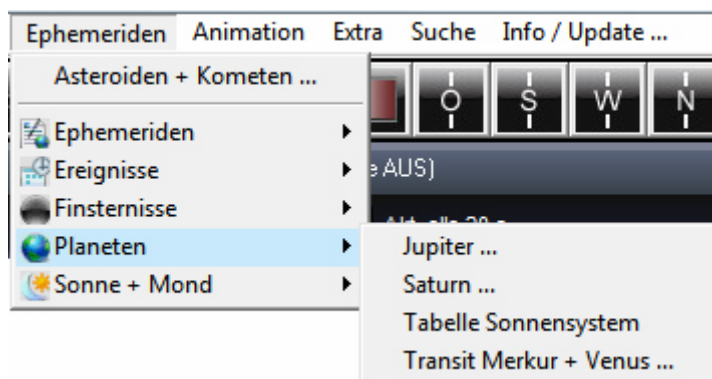 Ephemeriden Animation Extra Suche Info / Update ...
Asteroiden + Kometen ...
O S W N
Ephemeriden
Ereignisse
e AUS)
Finsternisse
Planeten
Jupiter ...
Sonne + Mond
Saturn ...
Tabelle Sonnensystem
Transit Merkur + Venus ...